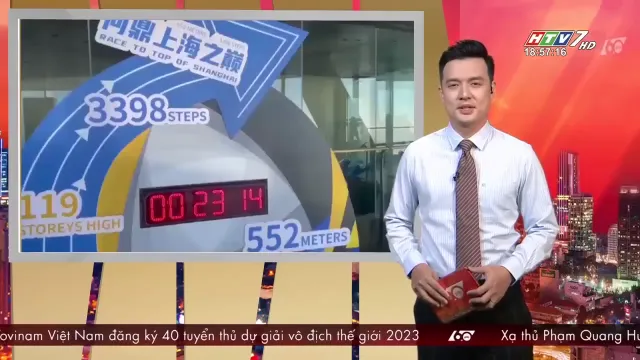 问鼎上海之巅
RACE TO TOP OF SHANGHAI
3398 STEPS
119
STOREYS HIGH
00 23 14
552 METERS
HTV7 HD
18:57:16
60
ovinam Việt Nam đăng ký 40 tuyển thủ dự giải vô địch thế giới 2023 60 Xạ thủ Phạm Quang H